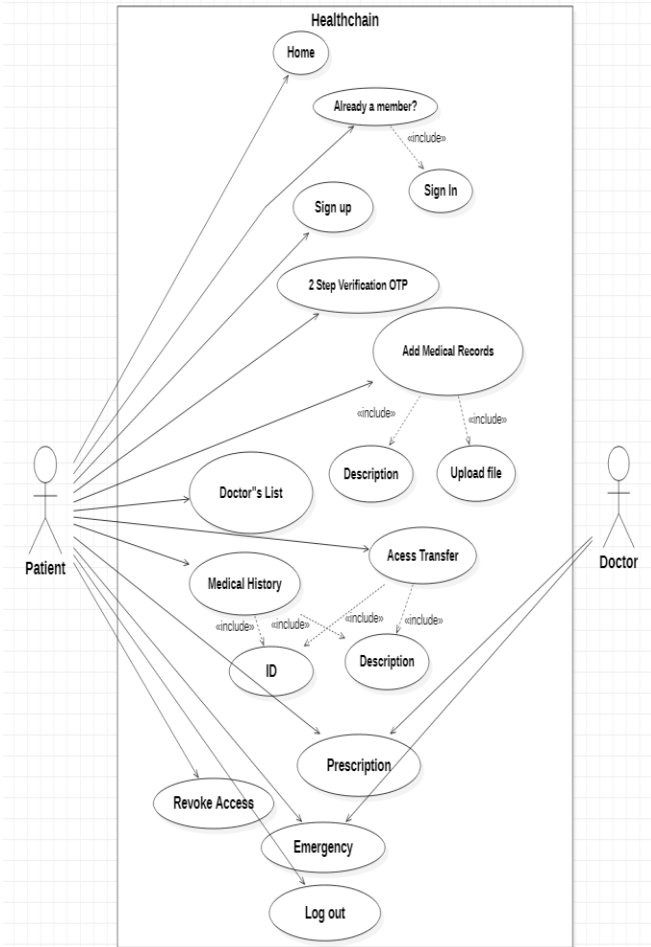 Healthchain
Home
Already a member?
«include»
Sign In
Sign up
2 Step Verification OTP
Add Medical Records
«include»
«include»
Description
Upload file
Doctor"s List
Patient
Doctor
Acess Transfer
Medical History
«include»
«include»
«include»
«include»
ID
Description
Prescription
Revoke Access
Emergency
Log out